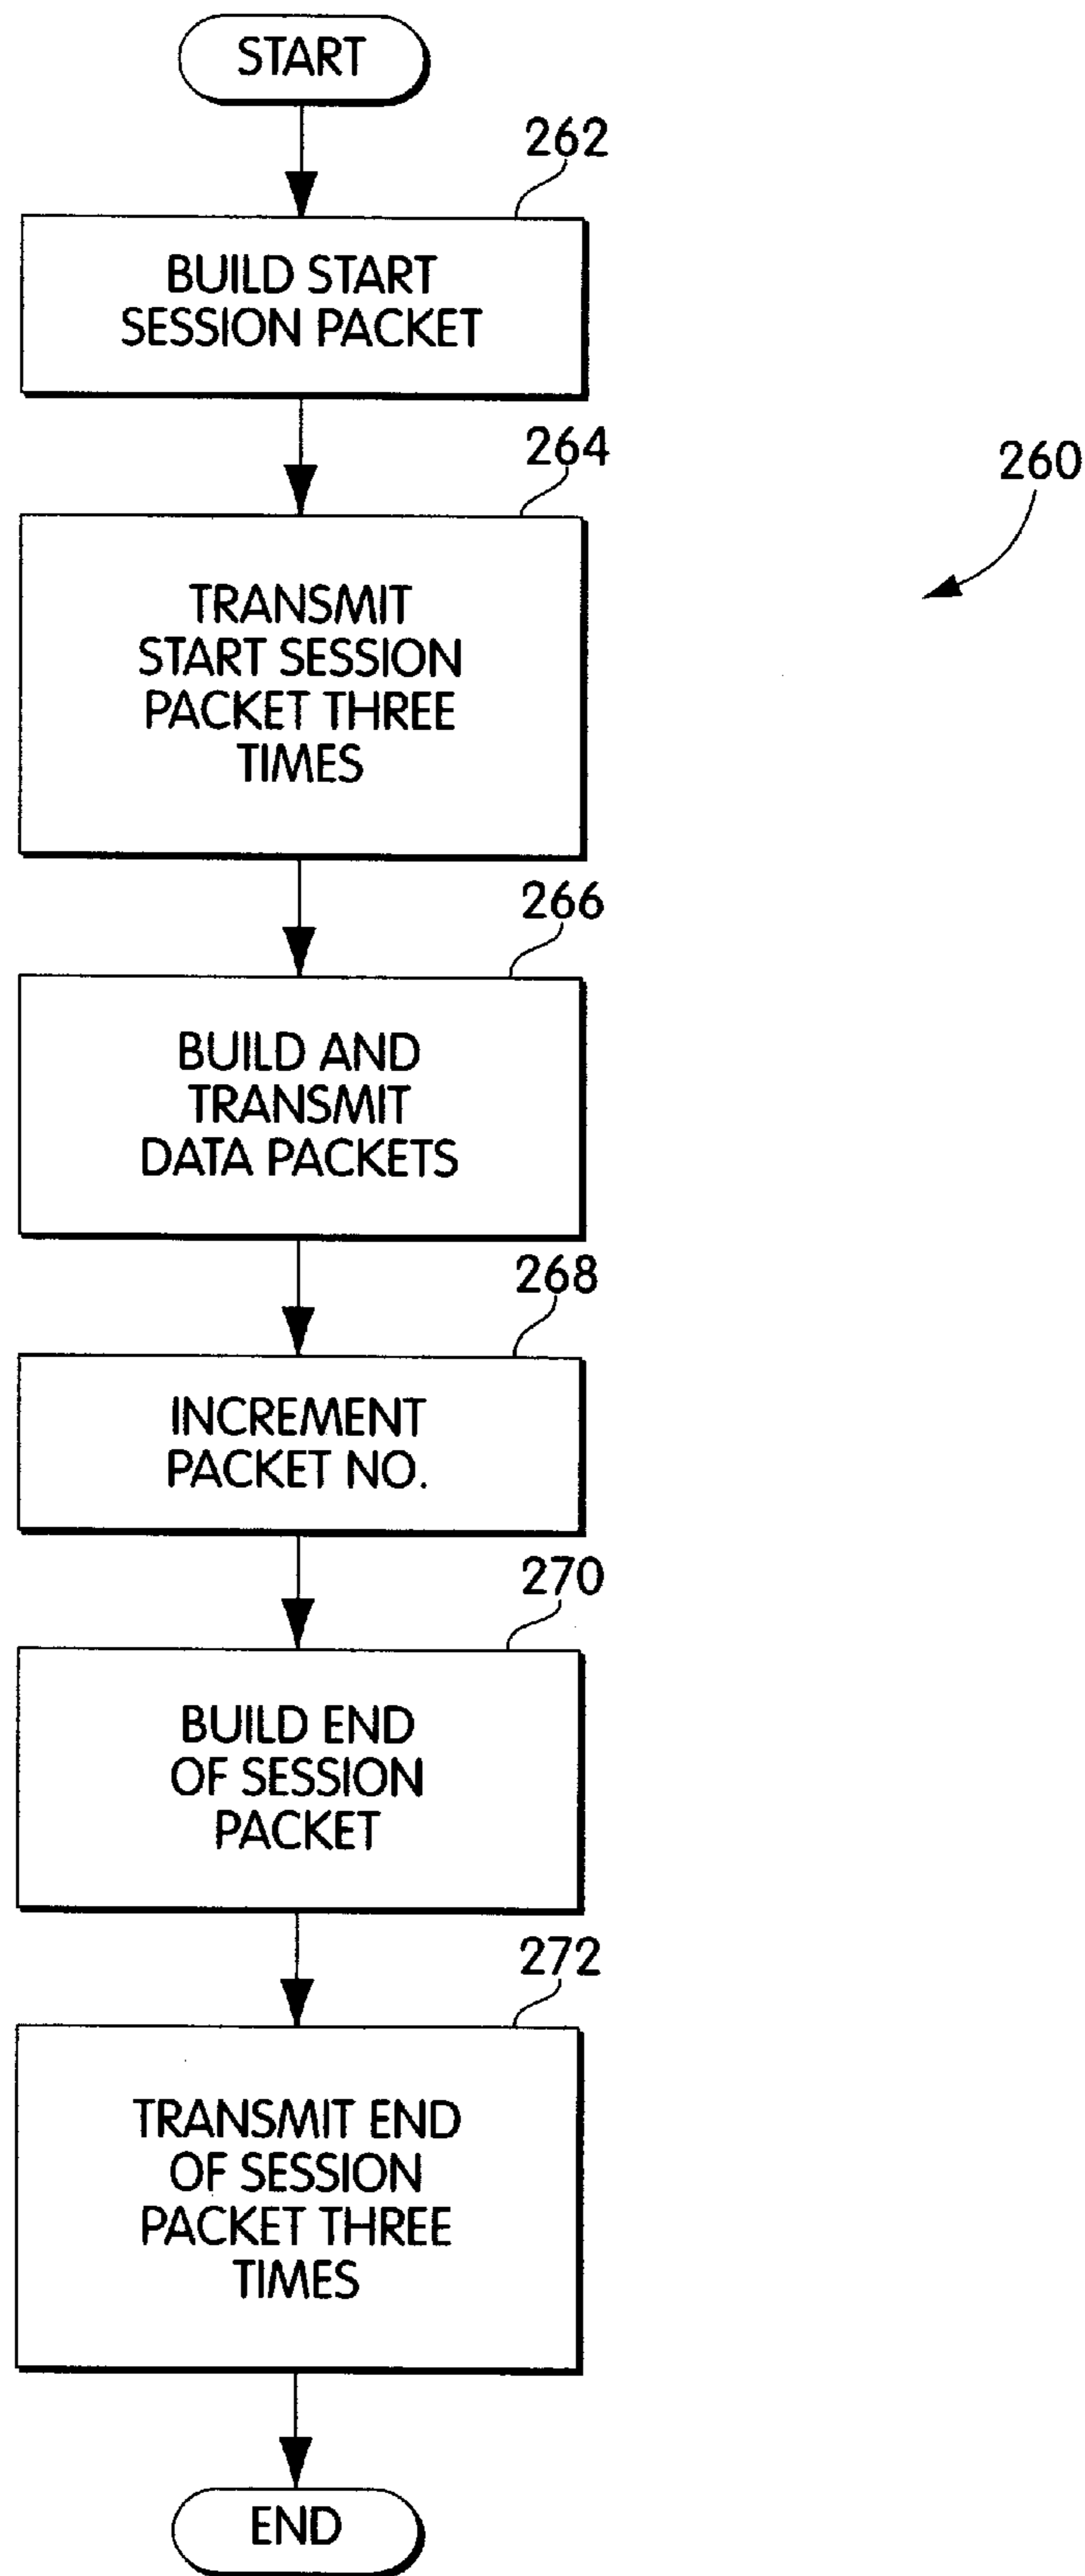 START
262
BUILD START
SESSION PACKET
264
260
TRANSMIT
START SESSION
PACKET THREE
TIMES
266
BUILD AND
TRANSMIT
DATA PACKETS
268
INCREMENT
PACKET NO.
270
BUILD END
OF SESSION
PACKET
272
TRANSMIT END
OF SESSION
PACKET THREE
TIMES
END